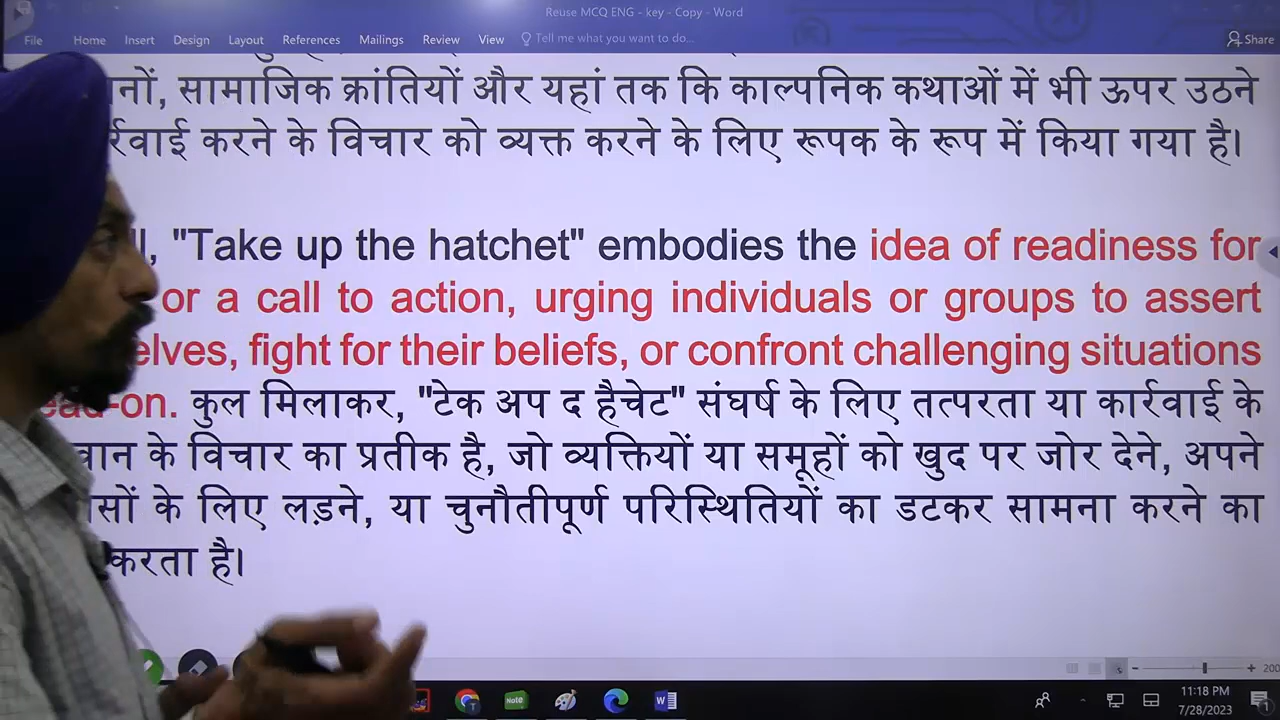 Reuse MCQ ENG - key - Copy - Word
File Home Insert Design Layout References Mailings Review View Tell me what you want to do... Share
सामाजिक क्रांतियों और यहां तक कि काल्पनिक कथाओं में भी ऊपर उठने
करने के विचार को व्यक्त करने के लिए रूपक के रूप में किया गया है।
"Take up the hatchet" embodies the idea of readiness for
or a call to action, urging individuals or groups to assert
fight for their beliefs, or confront challenging situations
कुल मिलाकर, "टेक अप द हैचेट" संघर्ष के लिए तत्परता या कार्रवाई के
के विचार का प्रतीक है, जो व्यक्तियों या समूहों को खुद पर जोर देने, अपने
के लिए लड़ने, या चुनौतीपूर्ण परिस्थितियों का डटकर सामना करने का
करता है।
200
Note
11:18 PM
7/28/2023